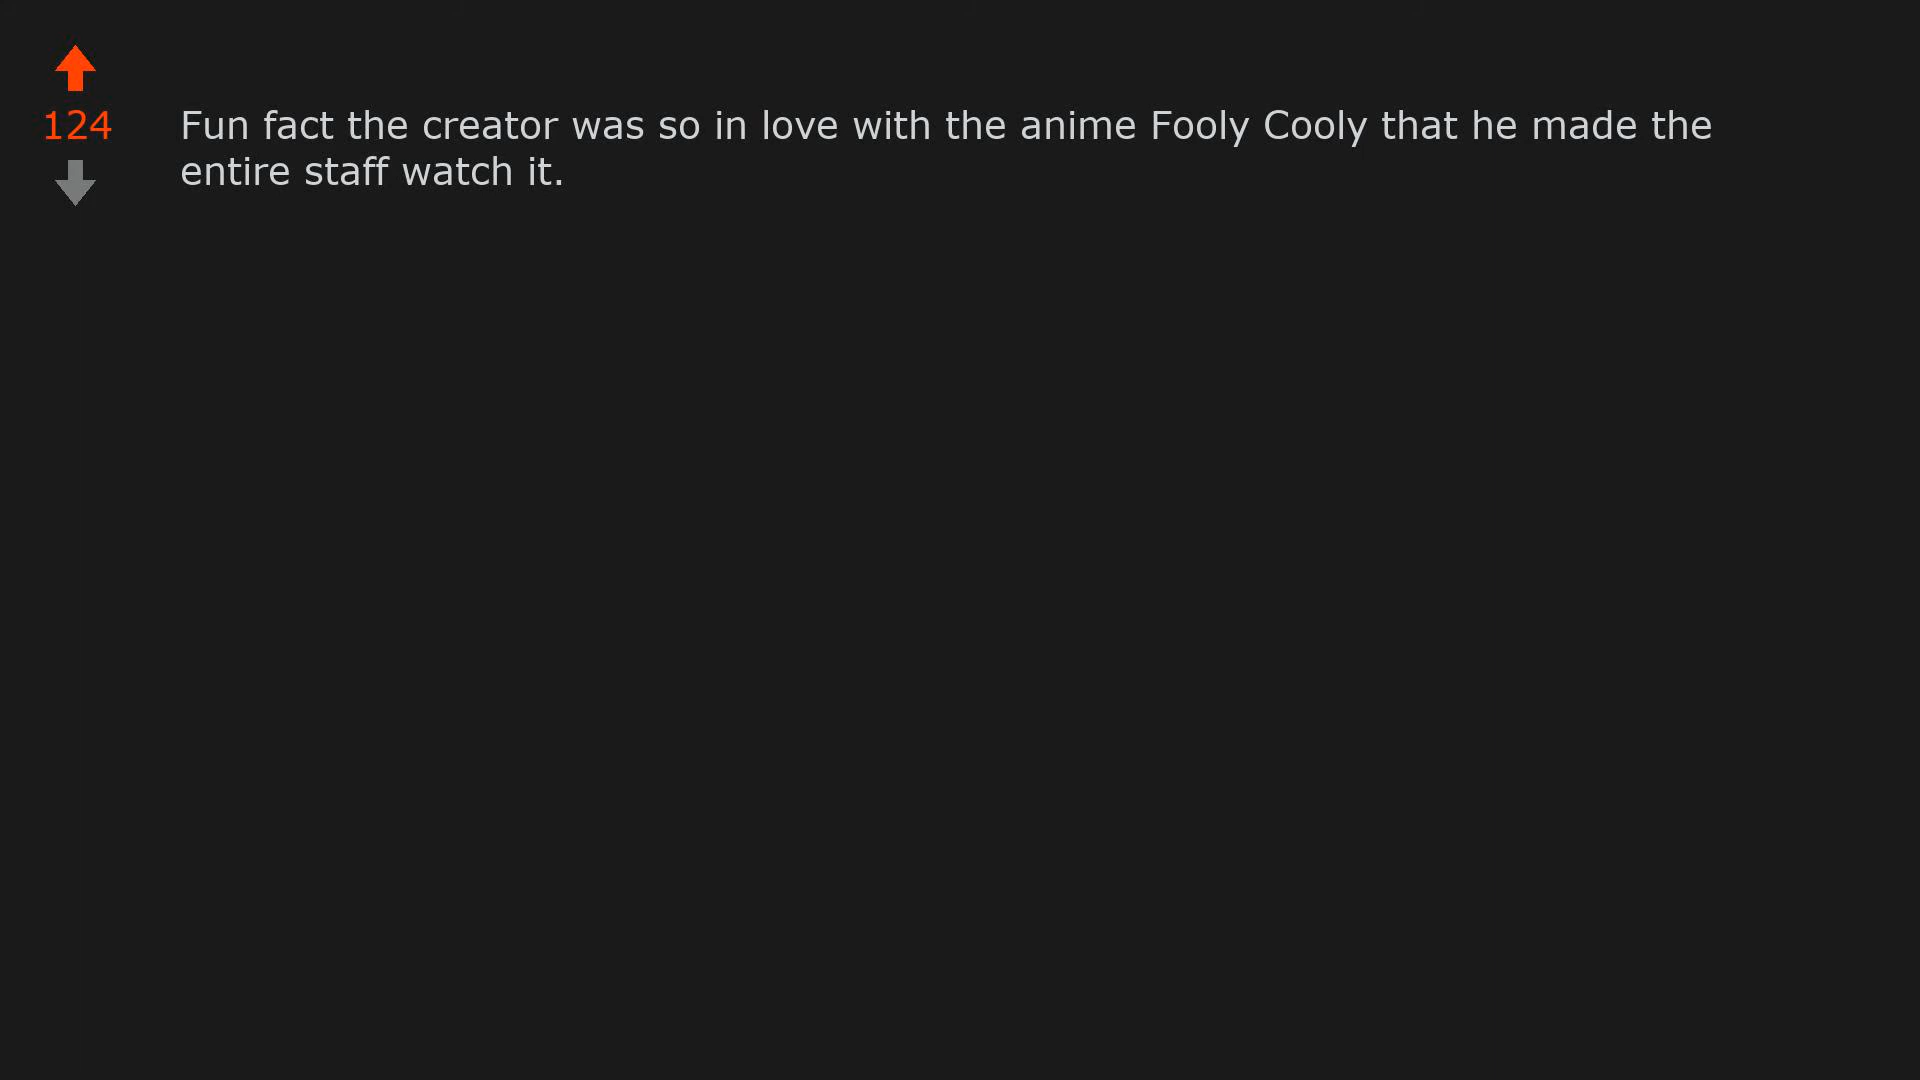 124
Fun fact the creator was so in love with the anime Fooly Cooly that he made the
entire staff watch it.